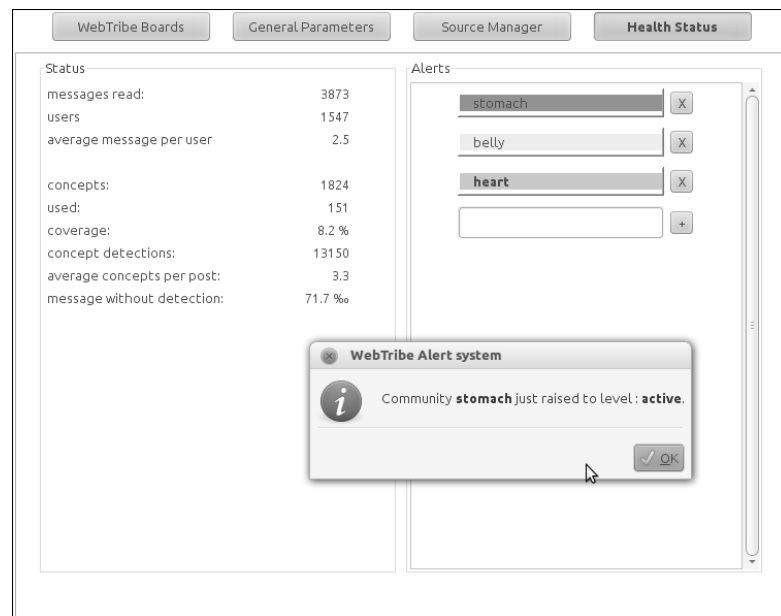 WebTribe Boards General Parameters Source Manager Health Status
Status
messages read: 3873
users 1547
average message per user 2.5
concepts: 1824
used: 151
coverage: 8.2 %
concept detections: 13150
average concepts per post: 3.3
message without detection: 71.7 ‰
Alerts
stomach X
belly X
heart X
+
WebTribe Alert system
Community stomach just raised to level : active.
OK